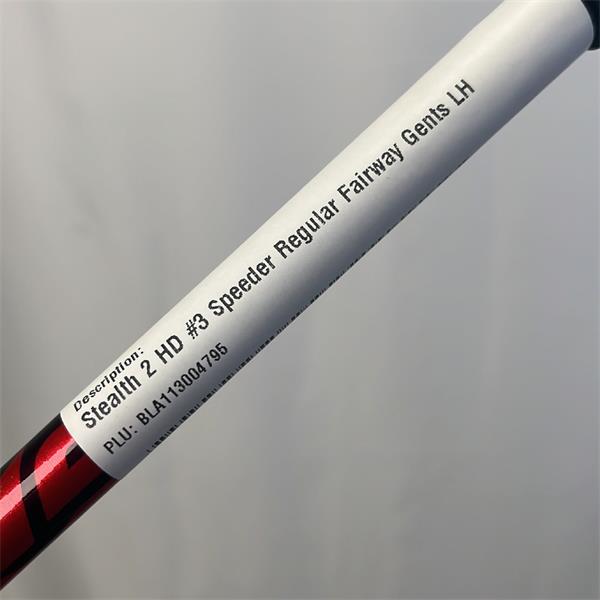 Description:
Stealth 2 HD #3 Speeder Regular Fairway Gents LH
PLU: BLA113004795